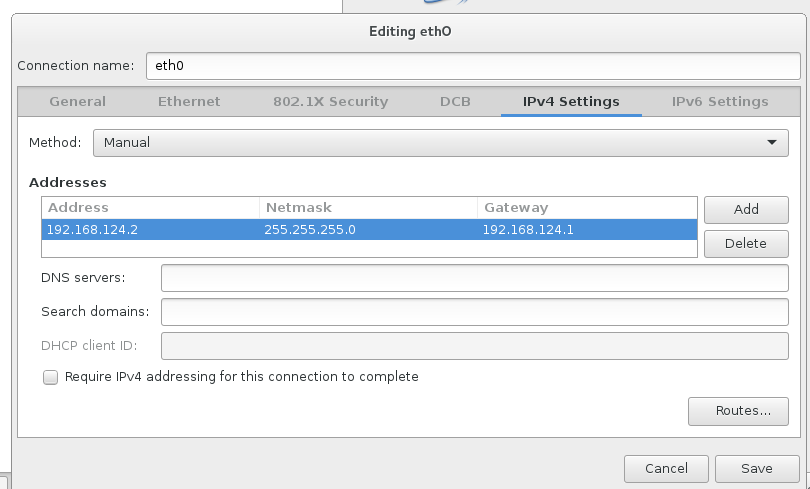 Editing eth0
Connection name: eth0
General Ethernet 802.1X Security DCB IPv4 Settings IPv6 Settings
Method: Manual
Addresses
Address Netmask Gateway
192.168.124.2 255.255.255.0 192.168.124.1
Add
Delete
DNS servers:
Search domains:
DHCP client ID:
Require IPv4 addressing for this connection to complete
Routes...
Cancel Save